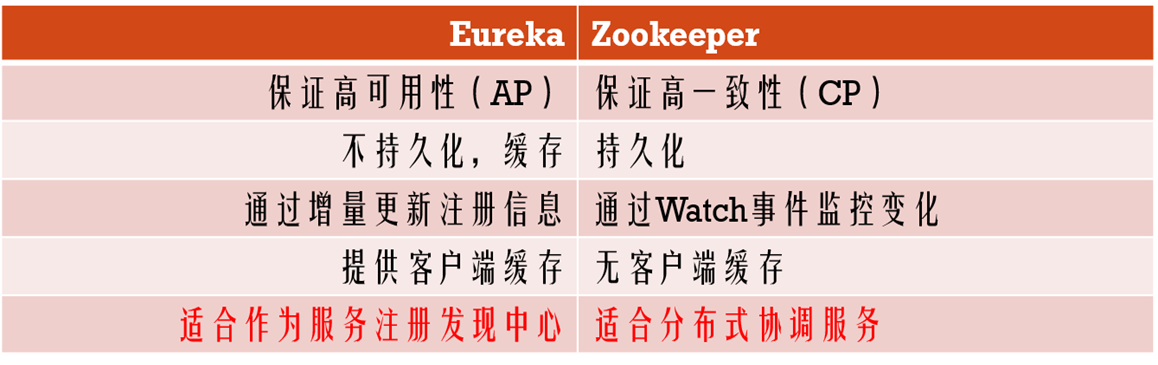 Eureka Zookeeper
保证高可用性（AP） 保证高一致性（CP）
不持久化，缓存 持久化
通过增量更新注册信息 通过Watch事件监控变化
提供客户端缓存 无客户端缓存
适合作为服务注册发现中心 适合分布式协调服务